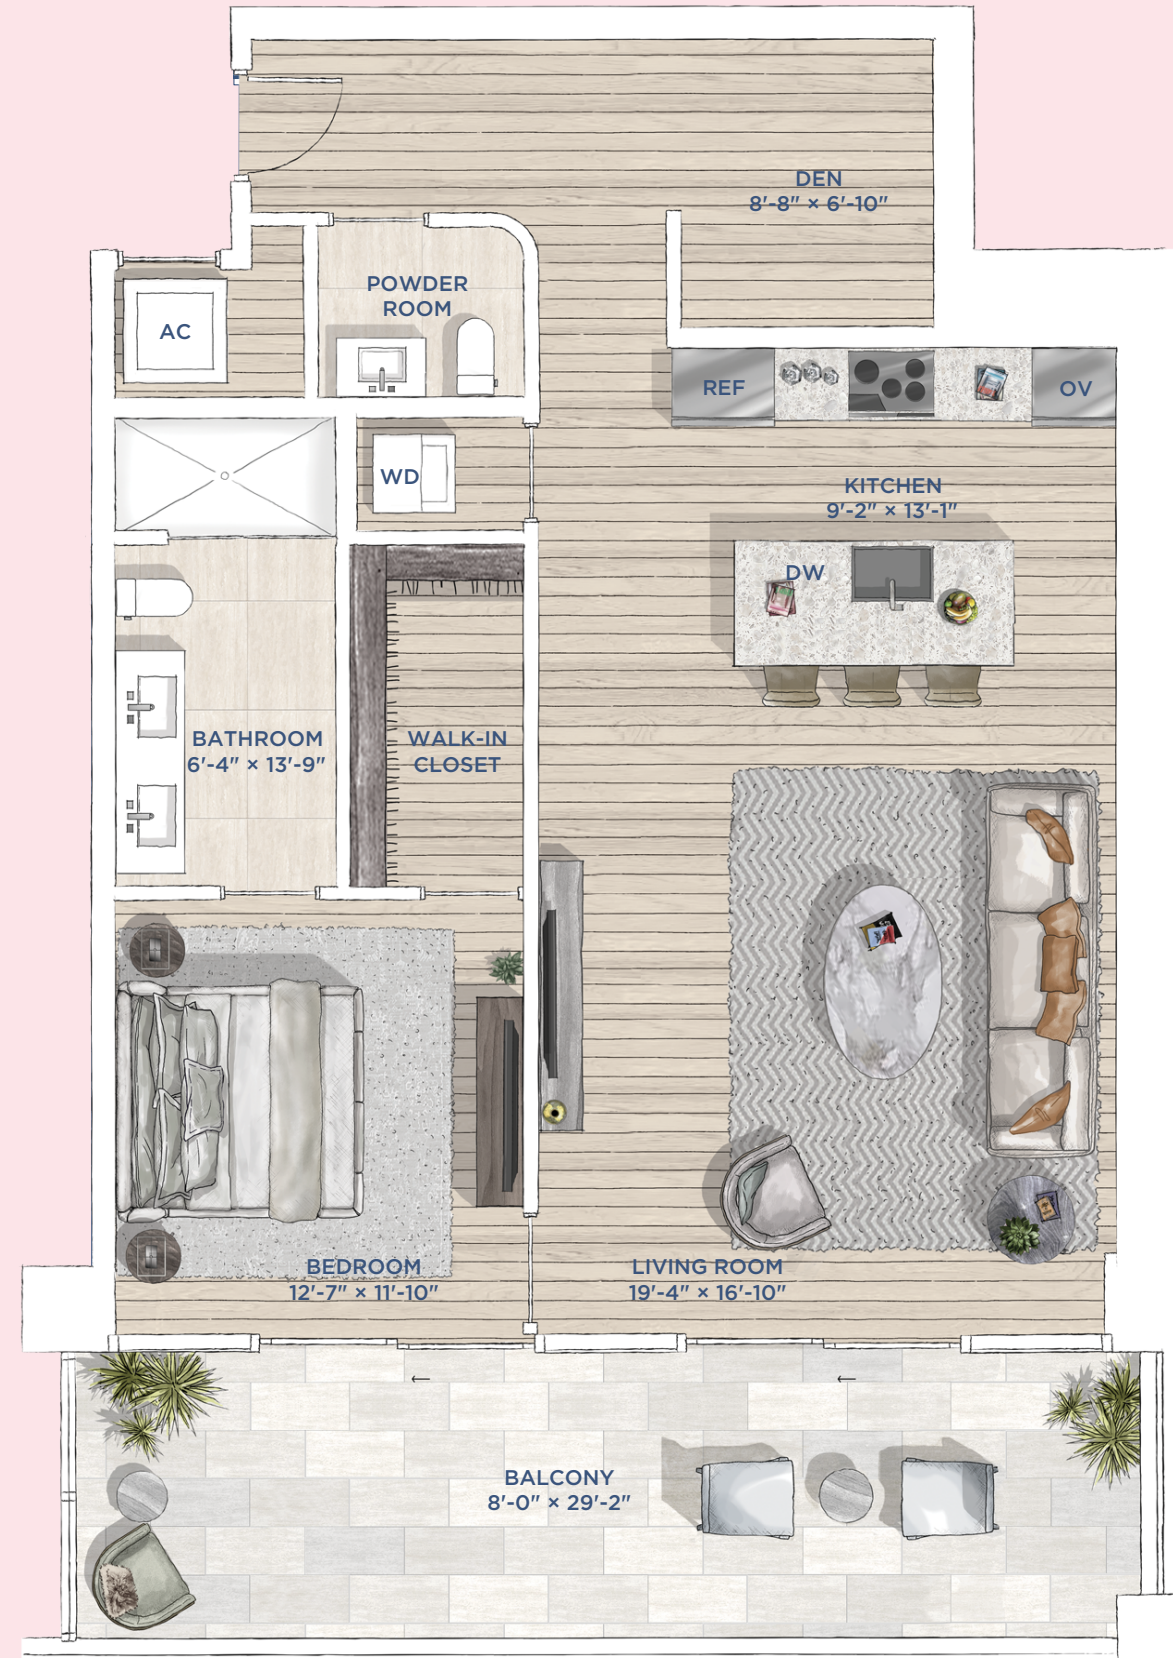 DEN
8'-8" × 6'-10"
POWDER
ROOM
AC
REF
OV
WD
KITCHEN
9'-2" × 13'-1"
DW
BATHROOM
6'-4" × 13'-9"
WALK-IN
CLOSET
BEDROOM
12'-7" × 11'-10"
LIVING ROOM
19'-4" × 16'-10"
BALCONY
8'-0" × 29'-2"